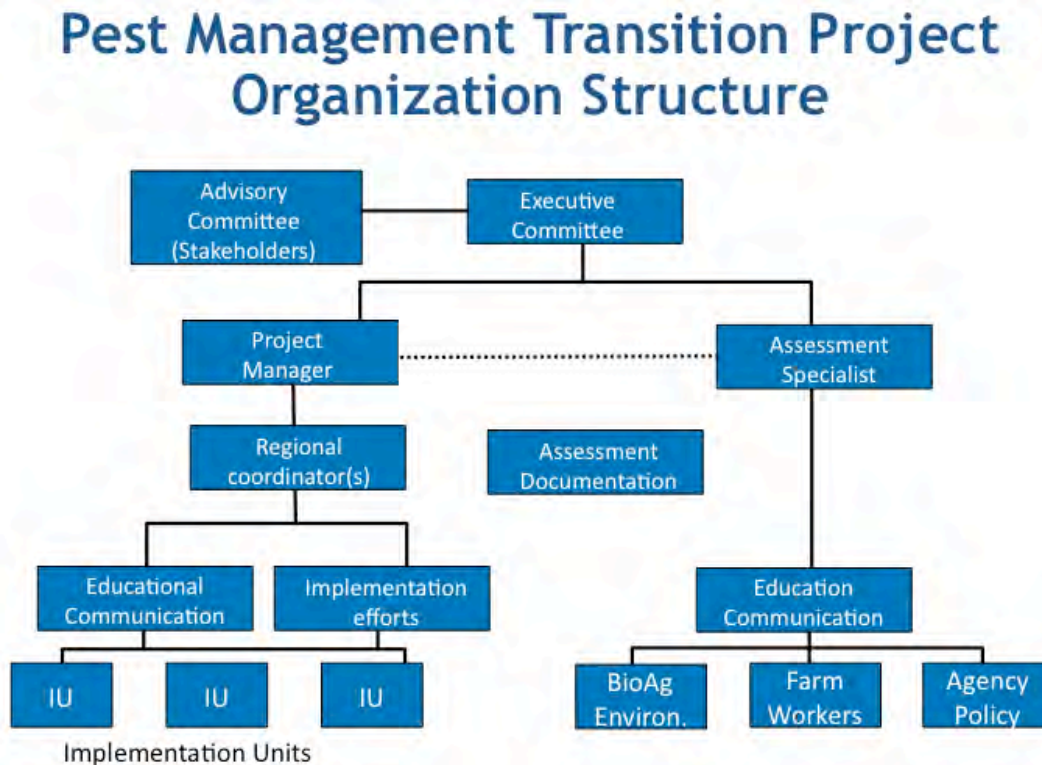 Pest Management Transition Project
Organization Structure
Advisory
Committee
(Stakeholders)
Executive
Committee
Project
Manager
Assessment
Specialist
Regional
coordinator(s)
Assessment
Documentation
Educational
Communication
Implementation
efforts
Education
Communication
IU
IU
IU
BioAg
Environ.
Farm
Workers
Agency
Policy
Implementation Units